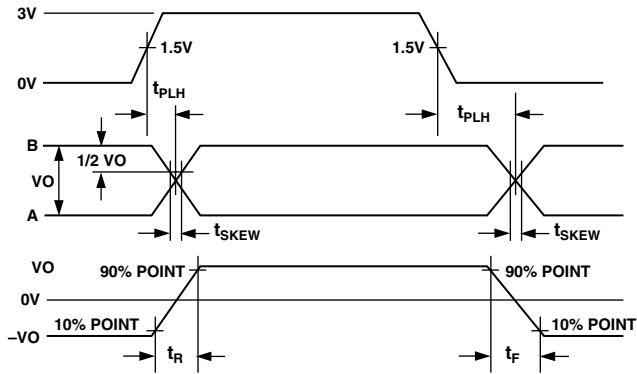 3V
1.5V
1.5V
0V
tPLH
tPLH
B
1/2 VO
VO
A
tSKEW
tSKEW
VO
90% POINT
90% POINT
0V
10% POINT
10% POINT
–VO
tR
tF